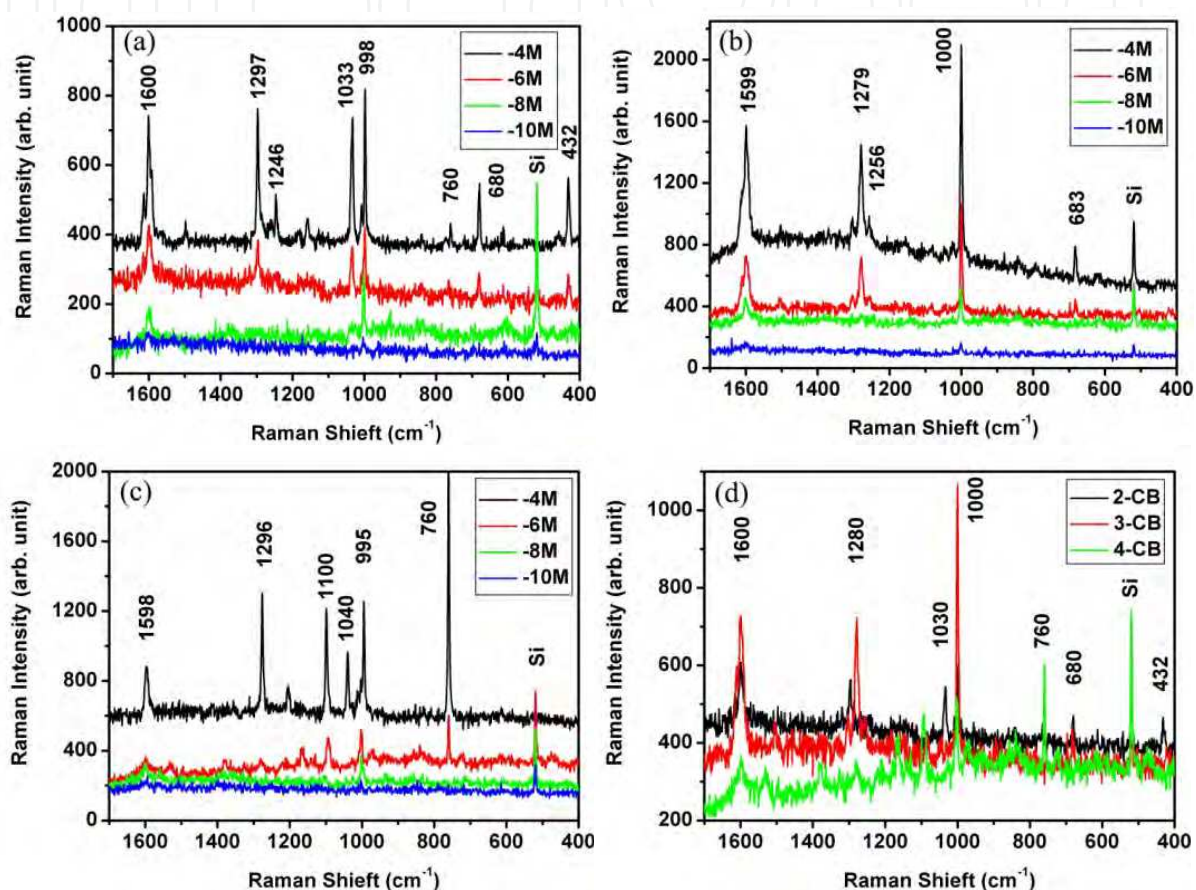 (a)
-4M
-6M
-8M
-10M
1600
1297
1246
1033
998
760
680
Si
432
1000
800
600
400
200
0
Raman Intensity (arb. unit)
1600 1400 1200 1000 800 600 400
Raman Shieft (cm⁻¹)
(b)
-4M
-6M
-8M
-10M
1599
1279
1256
1000
683
Si
2000
1600
1200
800
400
0
Raman Intensity (arb. unit)
1600 1400 1200 1000 800 600 400
Raman Shieft (cm⁻¹)
(c)
-4M
-6M
-8M
-10M
1598
1296
1100
1040
995
760
Si
2000
1600
1200
800
400
0
Raman Intensity (arb. unit)
1600 1400 1200 1000 800 600 400
Raman Shieft (cm⁻¹)
(d)
2-CB
3-CB
4-CB
1600
1280
1030
1000
760
680
Si
432
1000
800
600
400
200
Raman Intensity (arb. unit)
1600 1400 1200 1000 800 600 400
Raman Shieft (cm⁻¹)